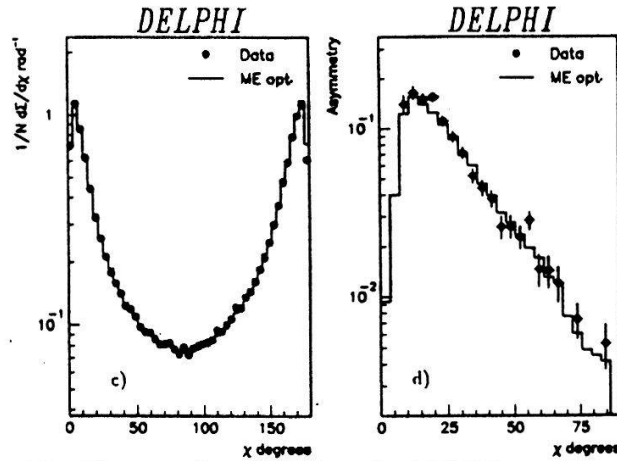 DELPHI
1/N dΣ/dχ rad⁻¹
Data
ME opt
1
10⁻¹
c)
0
50
100
150
χ degrees
DELPHI
Asymmetry
Data
ME opt
10⁻¹
10⁻²
d)
0
25
50
75
χ degrees